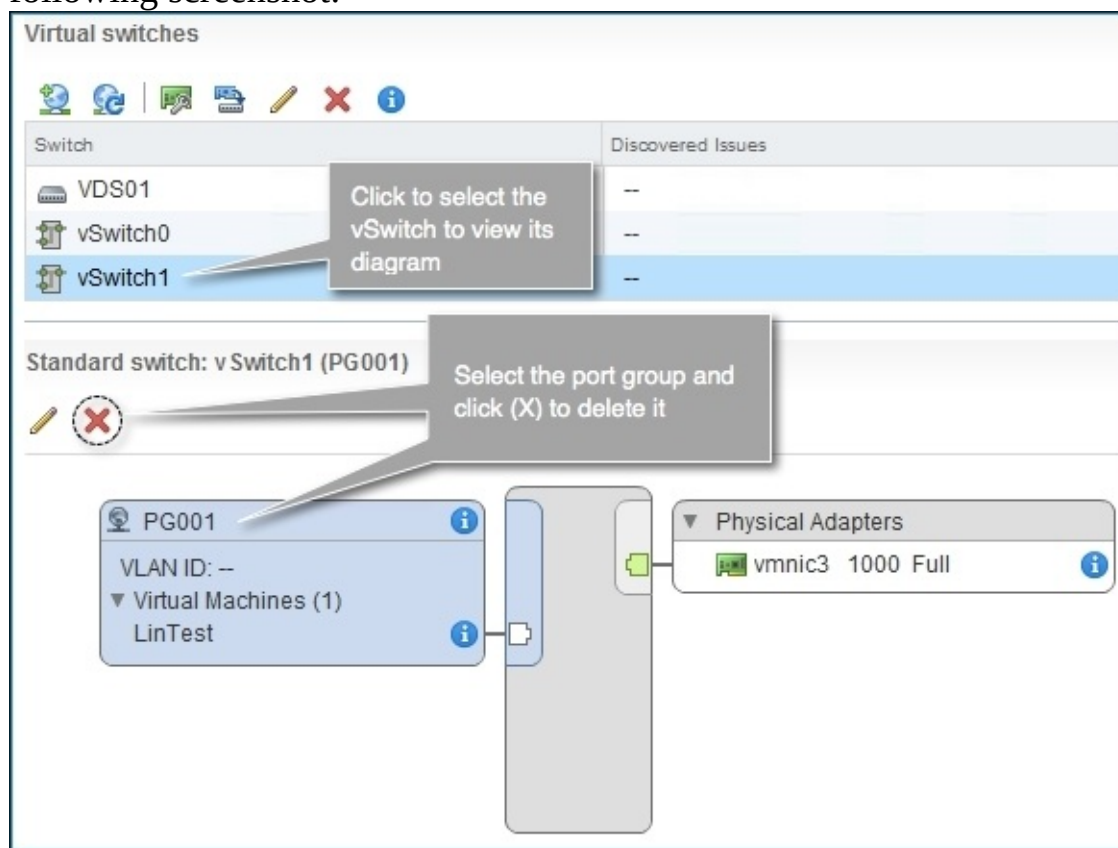 following screenshot:
Virtual switches
Switch
Discovered Issues
VDS01
--
vSwitch0
--
vSwitch1
--
Click to select the
vSwitch to view its
diagram
Standard switch: vSwitch1 (PG001)
Select the port group and
click (X) to delete it
PG001
VLAN ID: --
Virtual Machines (1)
LinTest
Physical Adapters
vmnic3 1000 Full